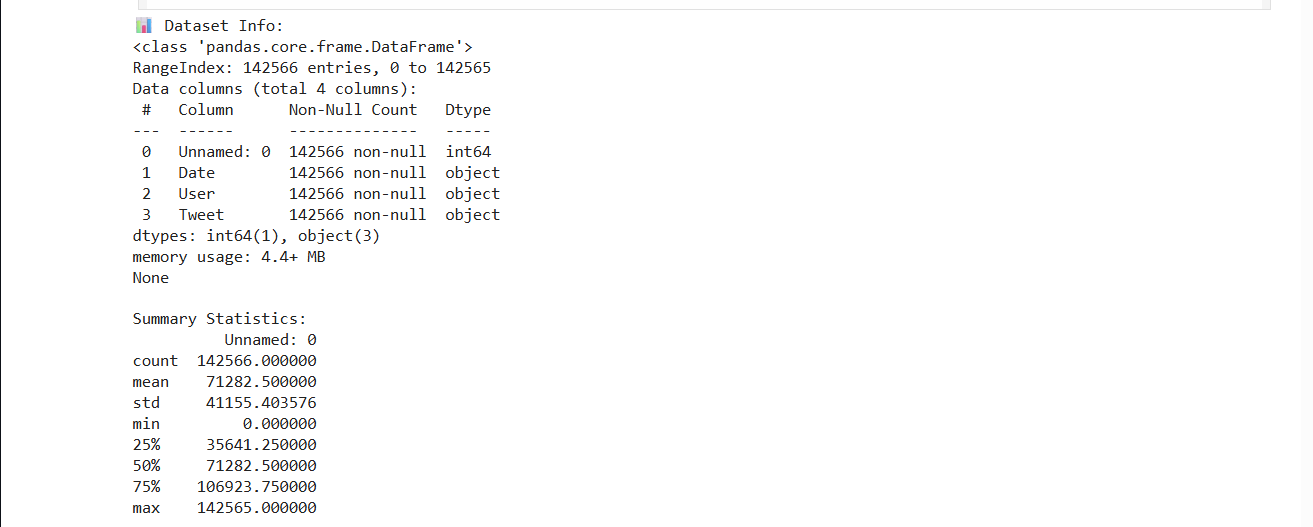 📊 Dataset Info:
<class 'pandas.core.frame.DataFrame'>
RangeIndex: 142566 entries, 0 to 142565
Data columns (total 4 columns):
 #   Column      Non-Null Count   Dtype
---  ------      --------------   -----
 0   Unnamed: 0  142566 non-null  int64
 1   Date        142566 non-null  object
 2   User        142566 non-null  object
 3   Tweet       142566 non-null  object
dtypes: int64(1), object(3)
memory usage: 4.4+ MB
None

Summary Statistics:
          Unnamed: 0
count  142566.000000
mean    71282.500000
std     41155.403576
min         0.000000
25%     35641.250000
50%     71282.500000
75%    106923.750000
max    142565.000000